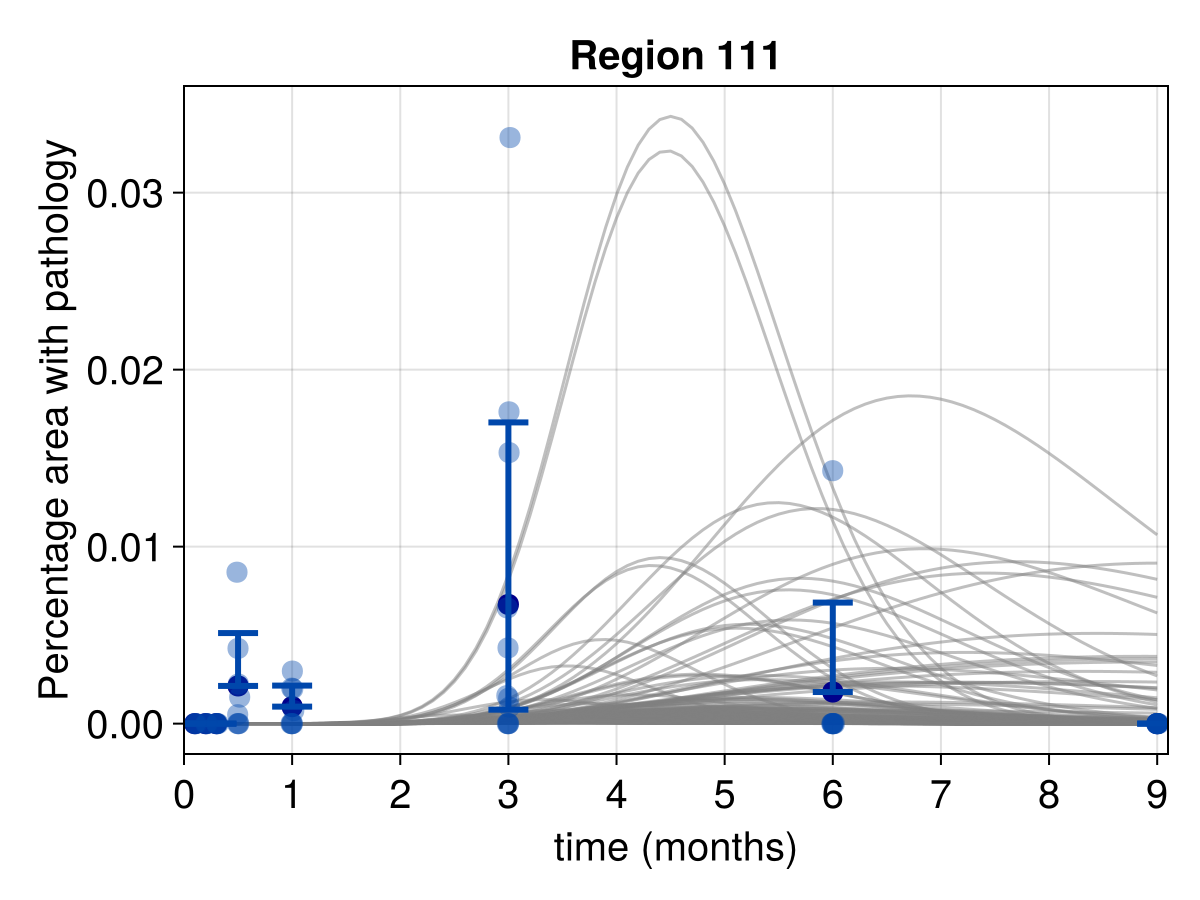 Region 111
Percentage area with pathology
0.03
0.02
0.01
0.00
0 1 2 3 4 5 6 7 8 9
time (months)